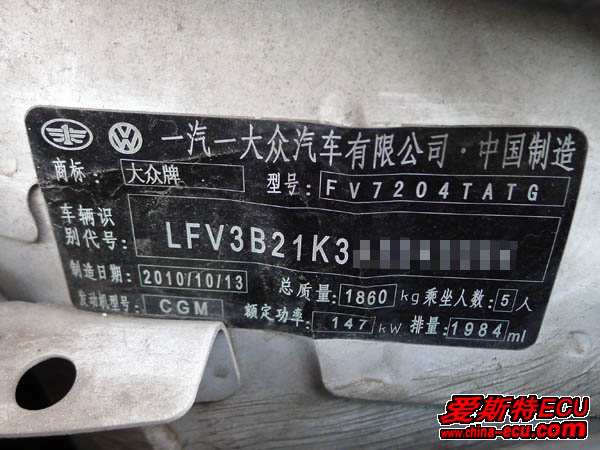 一汽一大众汽车有限公司·中国制造
商标: 大众牌 型号: FV7204TATG
车辆识别代号: LFV3B21K3
制造日期: 2010/10/13 总质量: 1860 kg 乘坐人数: 5 人
发动机型号: CGM 额定功率: 147 kW 排量: 1984 ml
爱斯特ECU
www.china-ecu.com